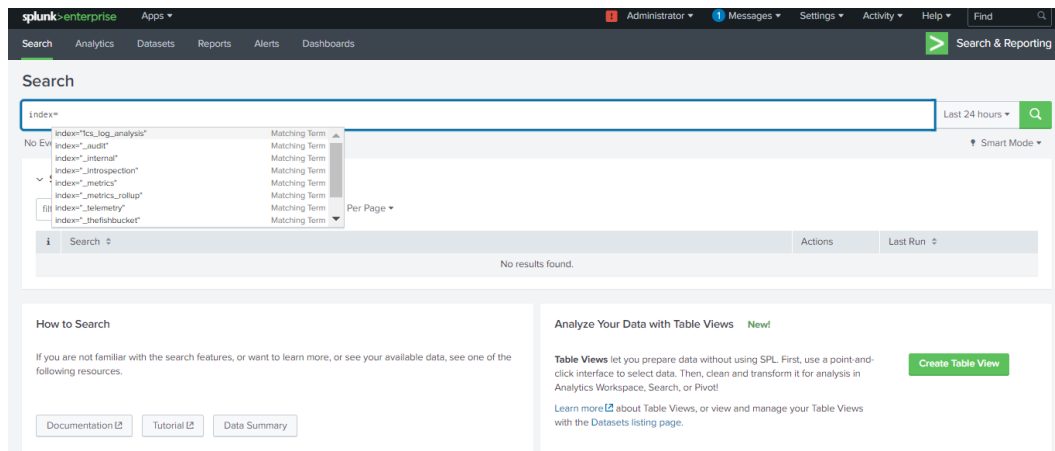 splunk>enterprise Apps ▾ ! Administrator ▾ 1 Messages ▾ Settings ▾ Activity ▾ Help ▾ Find
Search Analytics Datasets Reports Alerts Dashboards > Search & Reporting
Search
index=
Last 24 hours ▾
index="fcs_log_analysis" Matching Term
No Ev
index="_audit" Matching Term
Smart Mode ▾
index="_internal" Matching Term
index="_introspection" Matching Term
index="_metrics" Matching Term
index="_metrics_rollup" Matching Term
filt
index="_telemetry" Matching Term
Per Page ▾
index="_thefishbucket" Matching Term
i Search Actions Last Run
No results found.
How to Search
If you are not familiar with the search features, or want to learn more, or see your available data, see one of the
following resources.
Documentation Tutorial Data Summary
Analyze Your Data with Table Views New!
Table Views let you prepare data without using SPL. First, use a point-and-
click interface to select data. Then, clean and transform it for analysis in
Analytics Workspace, Search, or Pivot!
Learn more about Table Views, or view and manage your Table Views
with the Datasets listing page.
Create Table View